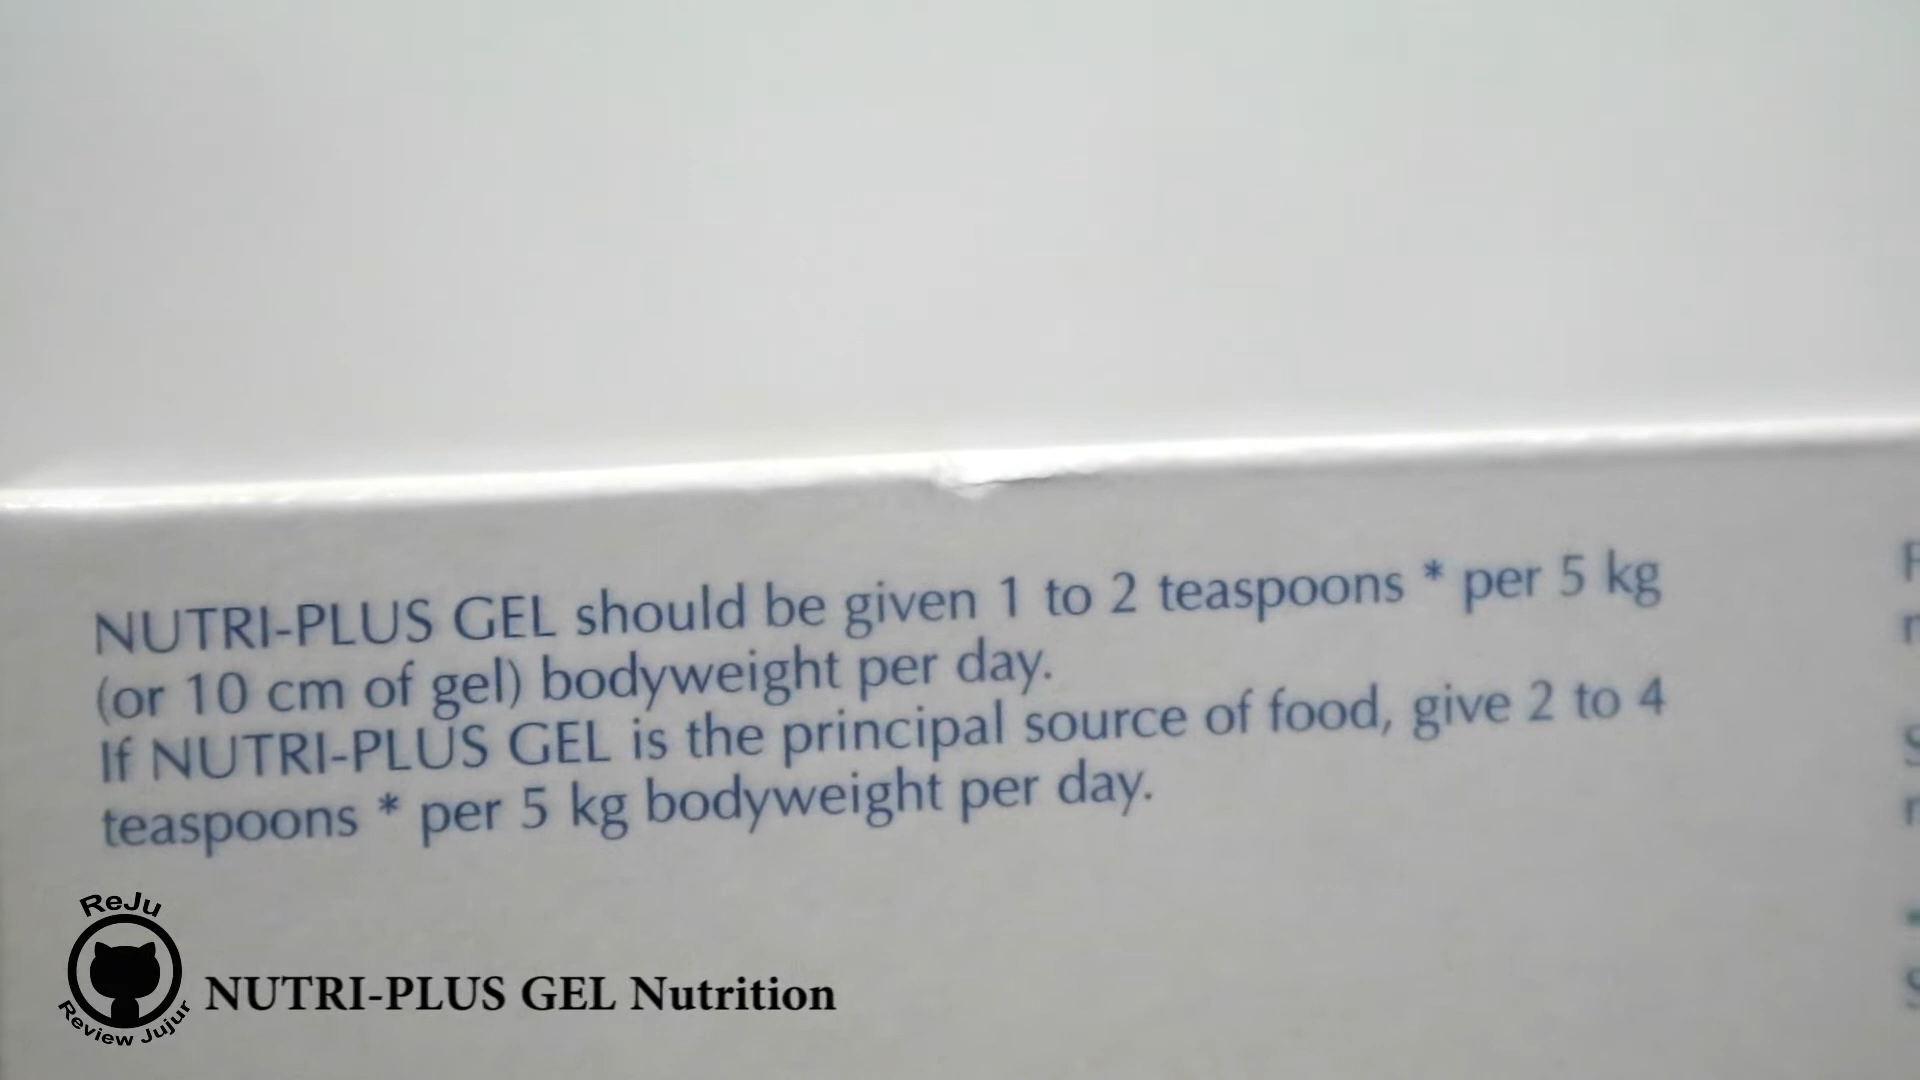 NUTRI-PLUS GEL should be given 1 to 2 teaspoons * per 5 kg
(or 10 cm of gel) bodyweight per day.
If NUTRI-PLUS GEL is the principal source of food, give 2 to 4
teaspoons * per 5 kg bodyweight per day.
ReJu
Review Jujur
NUTRI-PLUS GEL Nutrition